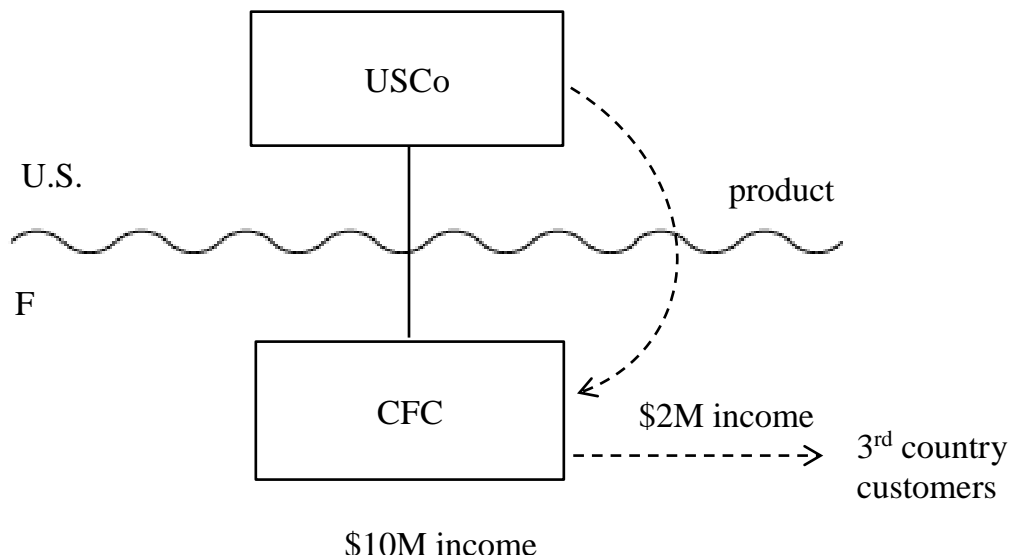 USCo
U.S.
product
F
CFC
$2M income
3rd country
customers
$10M income